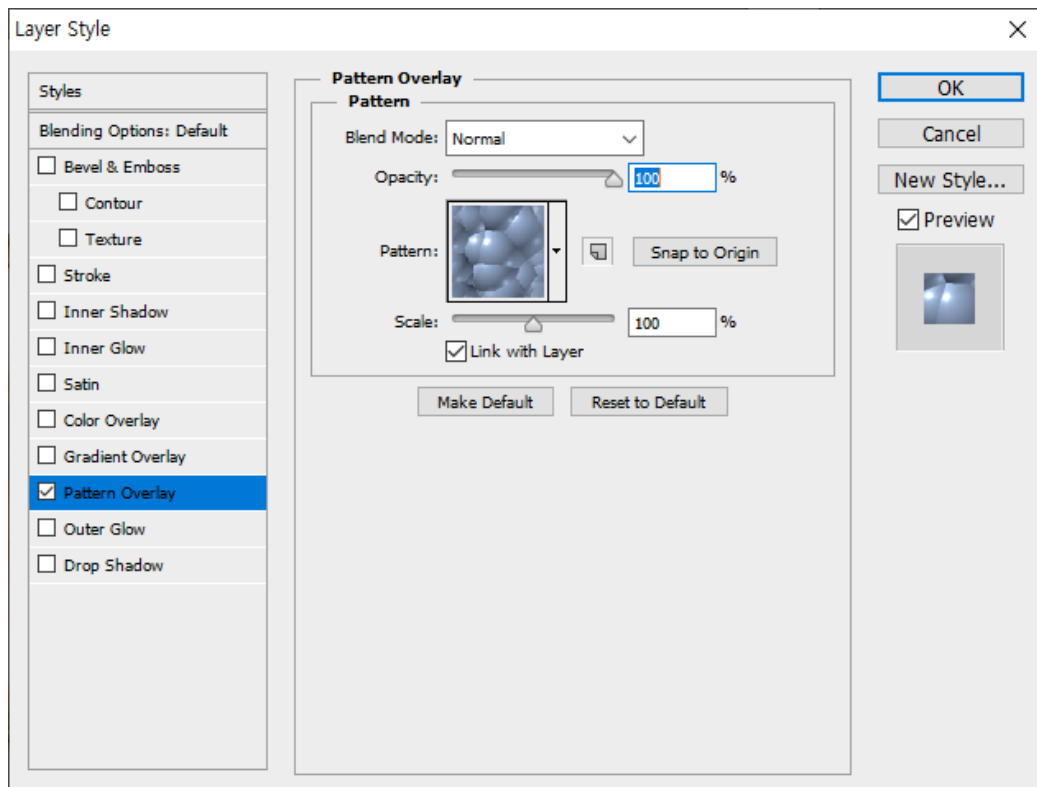 Layer Style
Styles
Blending Options: Default
Bevel & Emboss
Contour
Texture
Stroke
Inner Shadow
Inner Glow
Satin
Color Overlay
Gradient Overlay
Pattern Overlay
Outer Glow
Drop Shadow
Pattern Overlay
Pattern
Blend Mode: Normal
Opacity: 100 %
Pattern:
Snap to Origin
Scale: 100 %
Link with Layer
Make Default
Reset to Default
OK
Cancel
New Style...
Preview